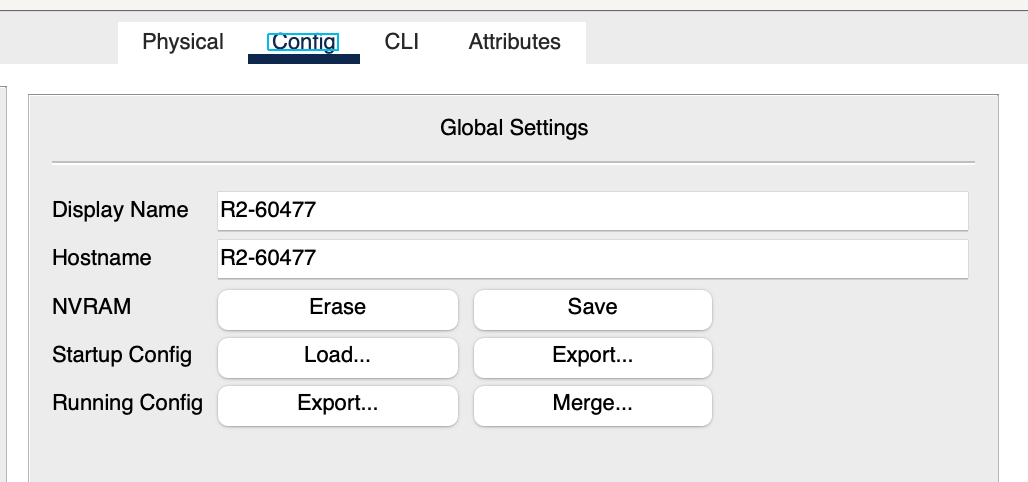 Physical Config CLI Attributes
Global Settings
Display Name R2-60477
Hostname R2-60477
NVRAM Erase Save
Startup Config Load... Export...
Running Config Export... Merge...